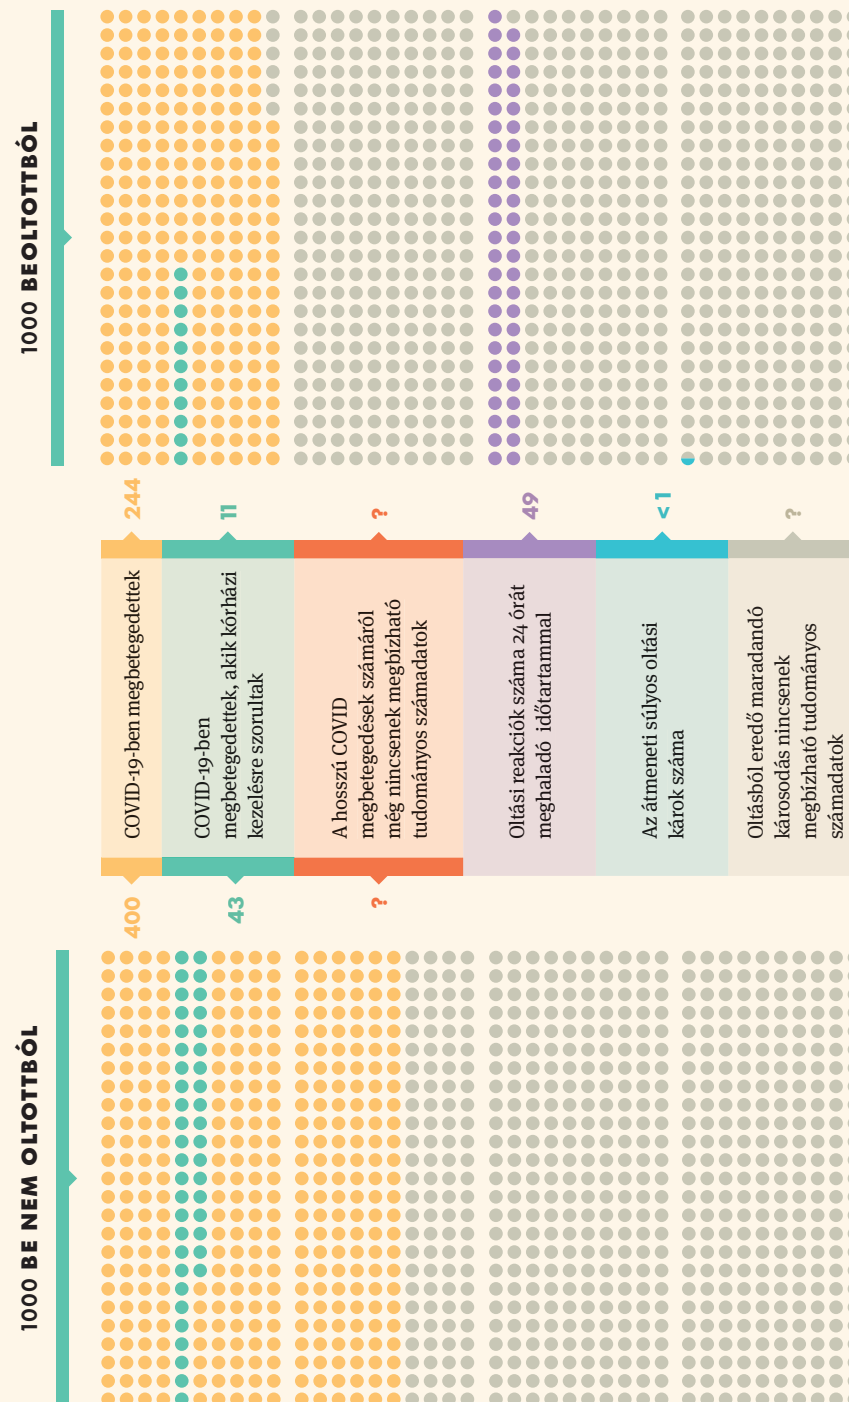 1000 BE NEM OLTOTTBÓL
1000 BEOLTOTTBÓL
400
COVID-19-ben megbetegedettek
244
43
COVID-19-ben
megbetegedettek, akik kórházi
kezelésre szorultak
11
?
A hosszú COVID
megbetegedések számáról
még nincsenek megbízható
tudományos számadatok
?
Oltási reakciók száma 24 órát
meghaladó időtartammal
49
Az átmeneti súlyos oltási
károk száma
<1
Oltásból eredő maradandó
károsodás nincsenek
megbízható tudományos
számadatok
?